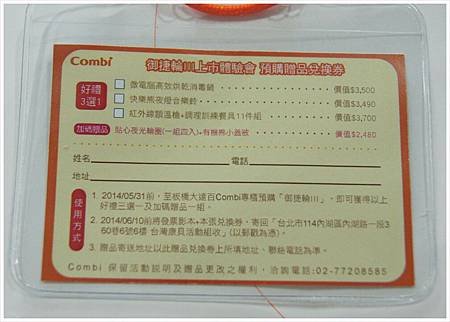 Combi 御捷輪III上市體驗會 預購贈品兌換券
好禮3選1
微電腦高效烘乾消毒鍋 價值$3,500
快樂熊夜燈音樂鈴 價值$3,490
紅外線額溫槍+調理訓練餐具11件組 價值$3,700
加碼贈品 貼心夜光輪圈(一組四入)+有機棉小蓋被 價值$2,480
姓名 電話
地址
使用方式
1. 2014/05/31前,至板橋大遠百Combi專櫃預購「御捷輪III」,即可獲得以上
好禮三選一及加碼贈品一組。
2. 2014/06/10前將發票影本+本張兌換券,寄回「台北市114內湖區內湖路一段3
60巷6號6樓 台灣康貝活動組收」(以郵戳為憑)。
3. 贈品寄送地址以此贈品兌換券上所填地址、聯絡電話為準。
Combi 保留活動說明及贈品更改之權利,洽詢電話:02-77208585